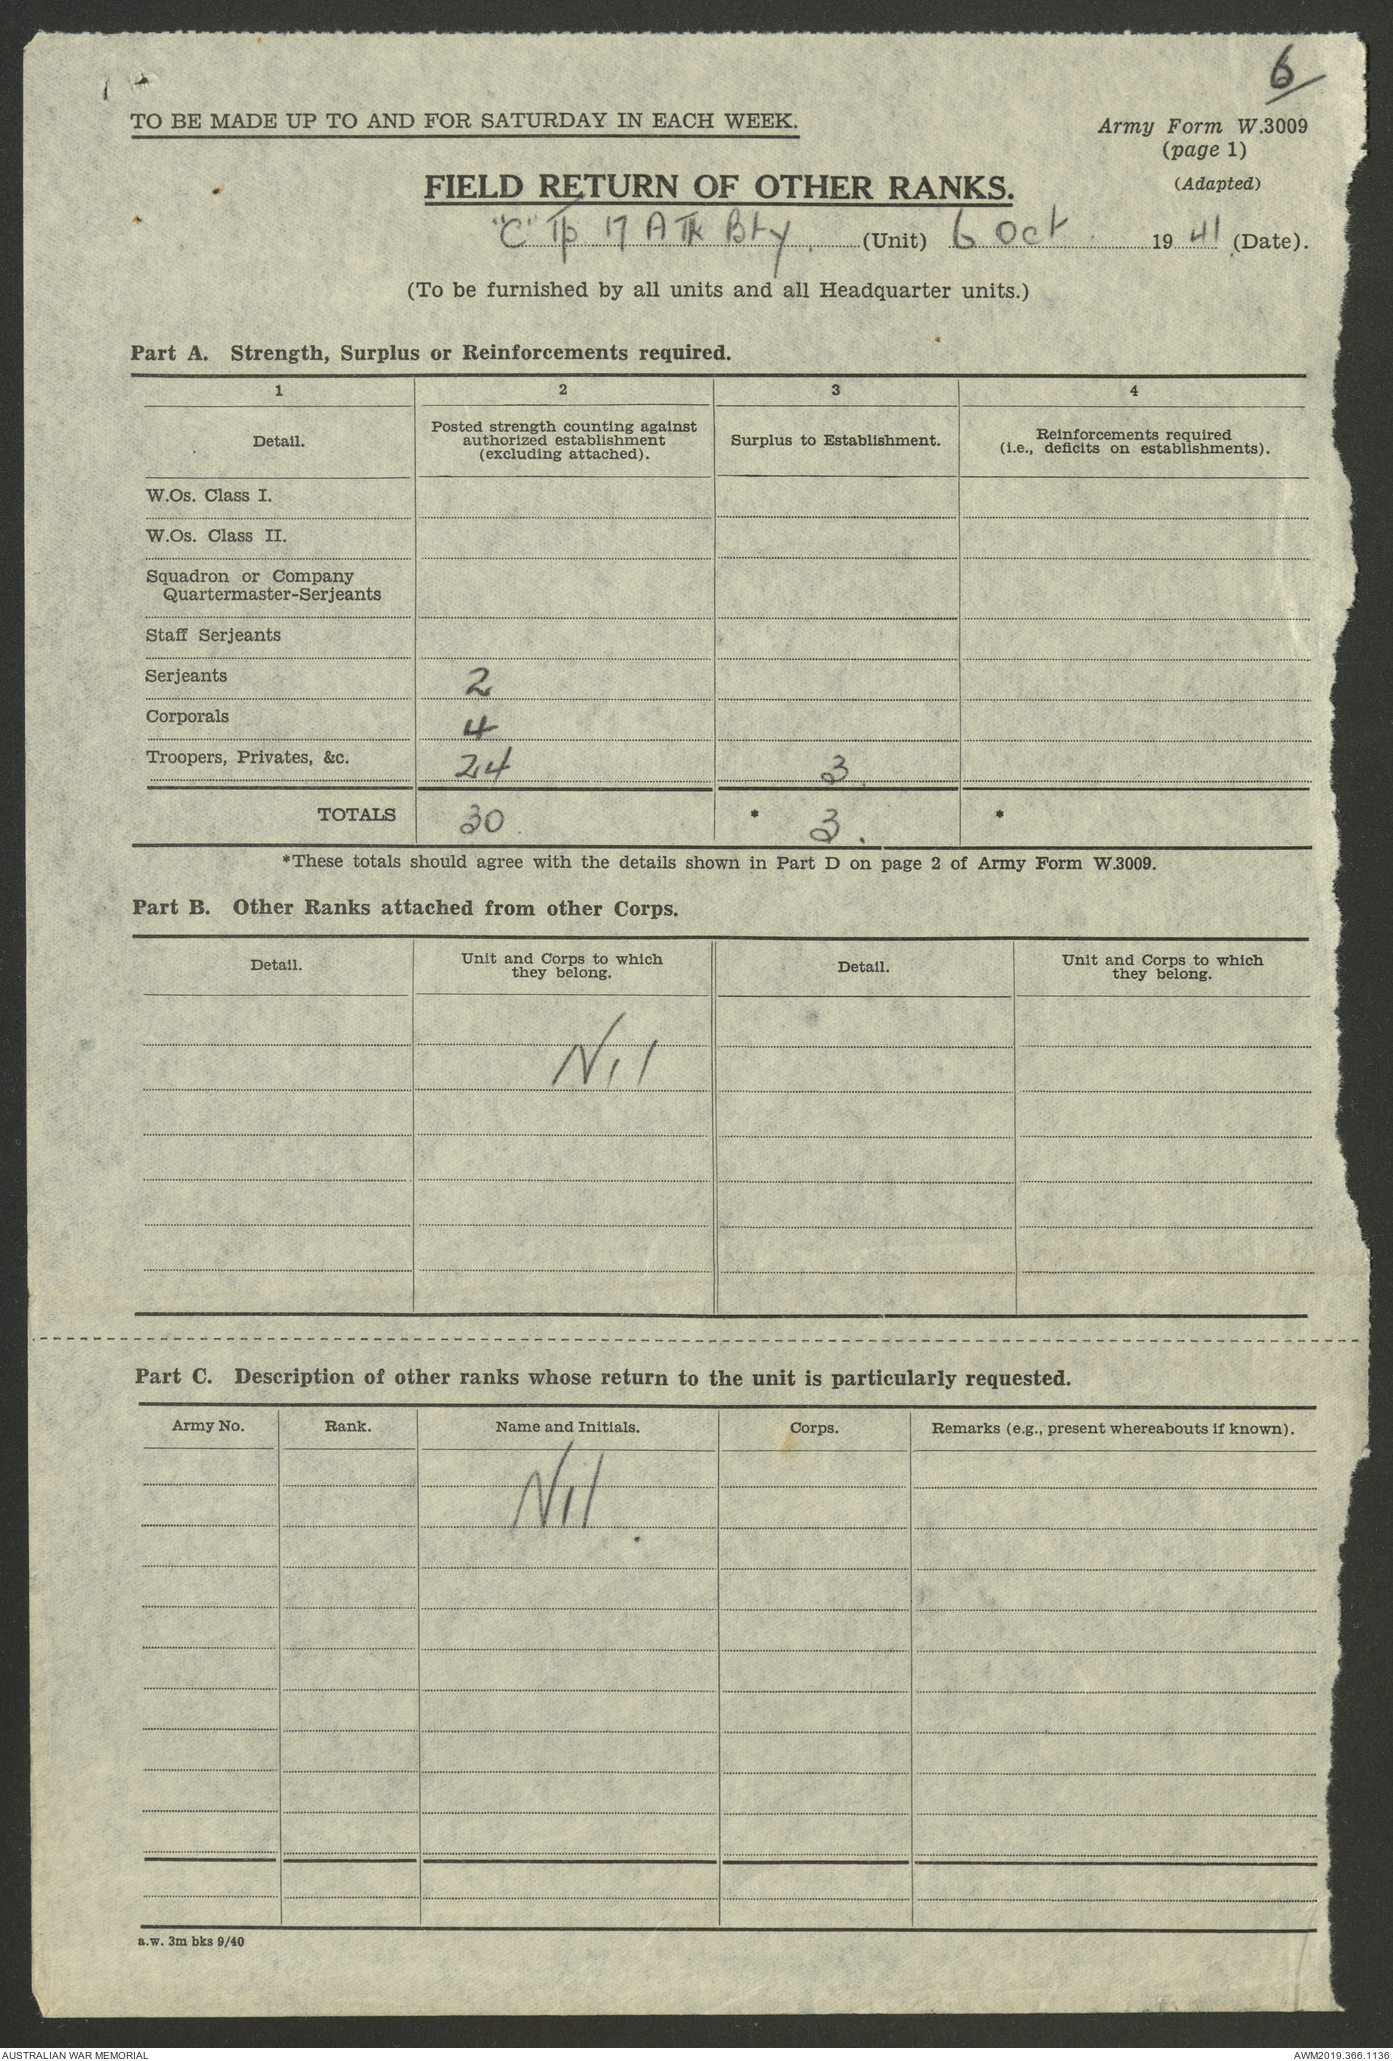 6
TO BE MADE UP TO AND FOR SATURDAY IN EACH WEEK.
Army Form W.3009
(page 1)
(Adapted)
FIELD RETURN OF OTHER RANKS.
"C" Tp 17 A Tk Bty. (Unit) 6 Oct. 1941 (Date).
(To be furnished by all units and all Headquarter units.)
Part A. Strength, Surplus or Reinforcements required.
1 2 3 4
Detail. Posted strength counting against authorized establishment (excluding attached). Surplus to Establishment. Reinforcements required (i.e., deficits on establishments).
W.Os. Class I.
W.Os. Class II.
Squadron or Company
Quartermaster-Serjeants
Staff Serjeants
Serjeants 2
Corporals 4
Troopers, Privates, &c. 24 3
TOTALS 30 * 3. *
*These totals should agree with the details shown in Part D on page 2 of Army Form W.3009.
Part B. Other Ranks attached from other Corps.
Detail. Unit and Corps to which they belong. Detail. Unit and Corps to which they belong.
Nil
Part C. Description of other ranks whose return to the unit is particularly requested.
Army No. Rank. Name and Initials. Corps. Remarks (e.g., present whereabouts if known).
Nil.
a.w. 3m bks 9/40
AUSTRALIAN WAR MEMORIAL AWM2019.366.1136